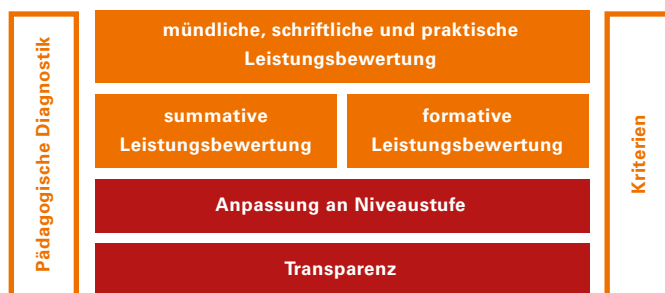 Pädagogische Diagnostik
mündliche, schriftliche und praktische
Leistungsbewertung
summative
Leistungsbewertung
formative
Leistungsbewertung
Anpassung an Niveaustufe
Transparenz
Kriterien